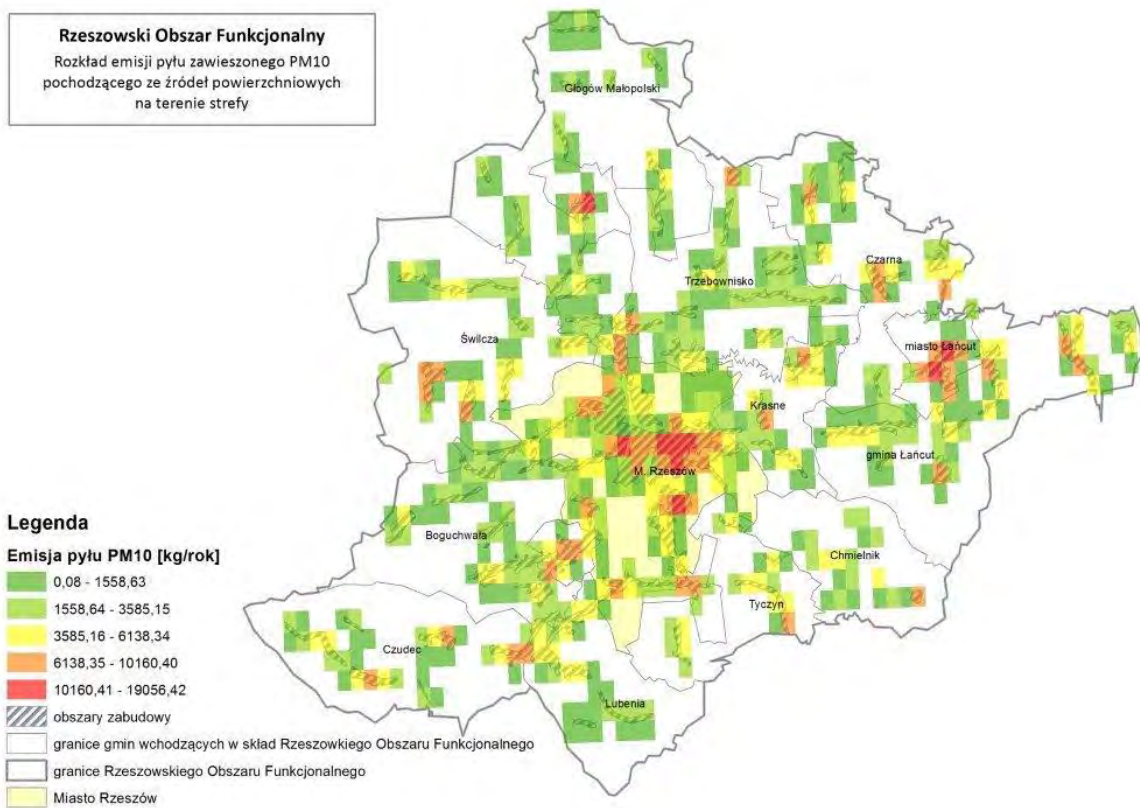 Rzeszowski Obszar Funkcjonalny
Rozkład emisji pyłu zawieszonego PM10
pochodzącego ze źródeł powierzchniowych
na terenie strefy
Głogów Małopolski
Czarna
Trzebownisko
Świlcza
miasto Łańcut
Krasne
gmina Łańcut
M. Rzeszów
Boguchwała
Chmielnik
Tyczyn
Czudec
Lubenia
Legenda
Emisja pyłu PM10 [kg/rok]
0,08 - 1558,63
1558,64 - 3585,15
3585,16 - 6138,34
6138,35 - 10160,40
10160,41 - 19056,42
obszary zabudowy
granice gmin wchodzących w skład Rzeszowkiego Obszaru Funkcjonalnego
granice Rzeszowskiego Obszaru Funkcjonalnego
Miasto Rzeszów